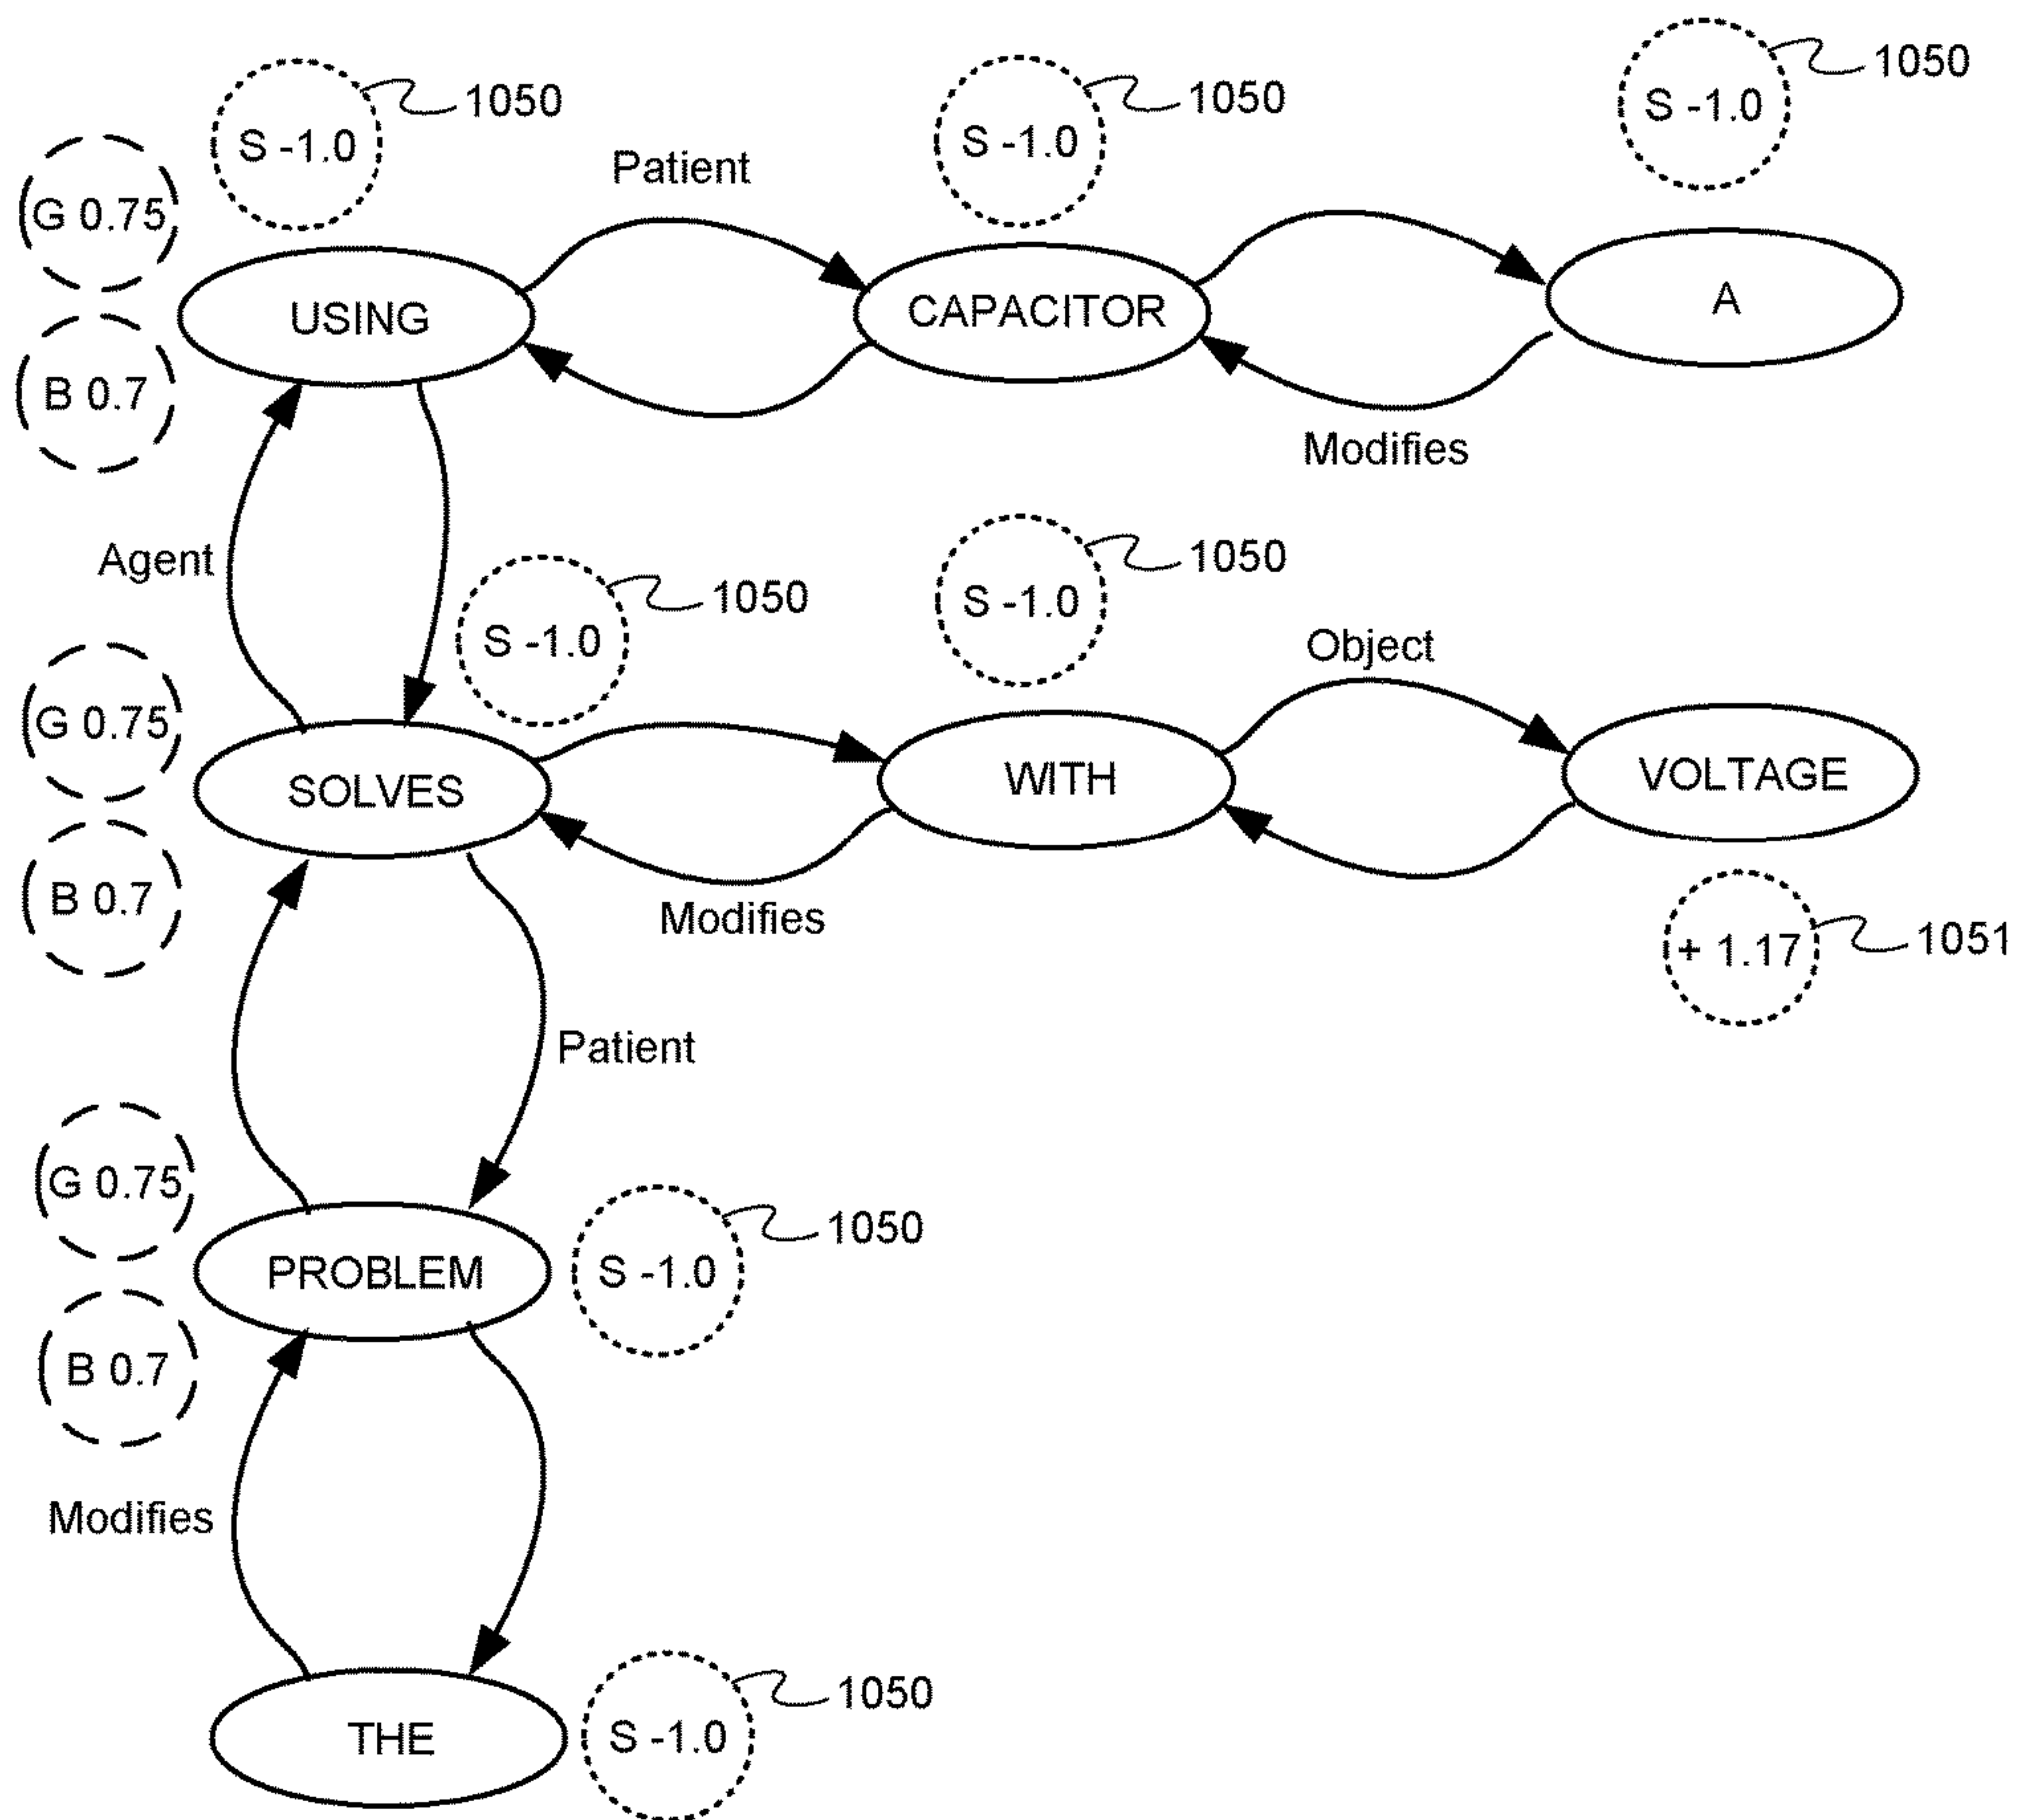 1050
1050
1050
S -1.0
S -1.0
S -1.0
Patient
G 0.75
USING
CAPACITOR
A
B 0.7
Modifies
Agent
1050
1050
S -1.0
S -1.0
Object
G 0.75
SOLVES
WITH
VOLTAGE
B 0.7
Modifies
+ 1.17
1051
Patient
G 0.75
1050
PROBLEM
S -1.0
B 0.7
Modifies
1050
THE
S -1.0